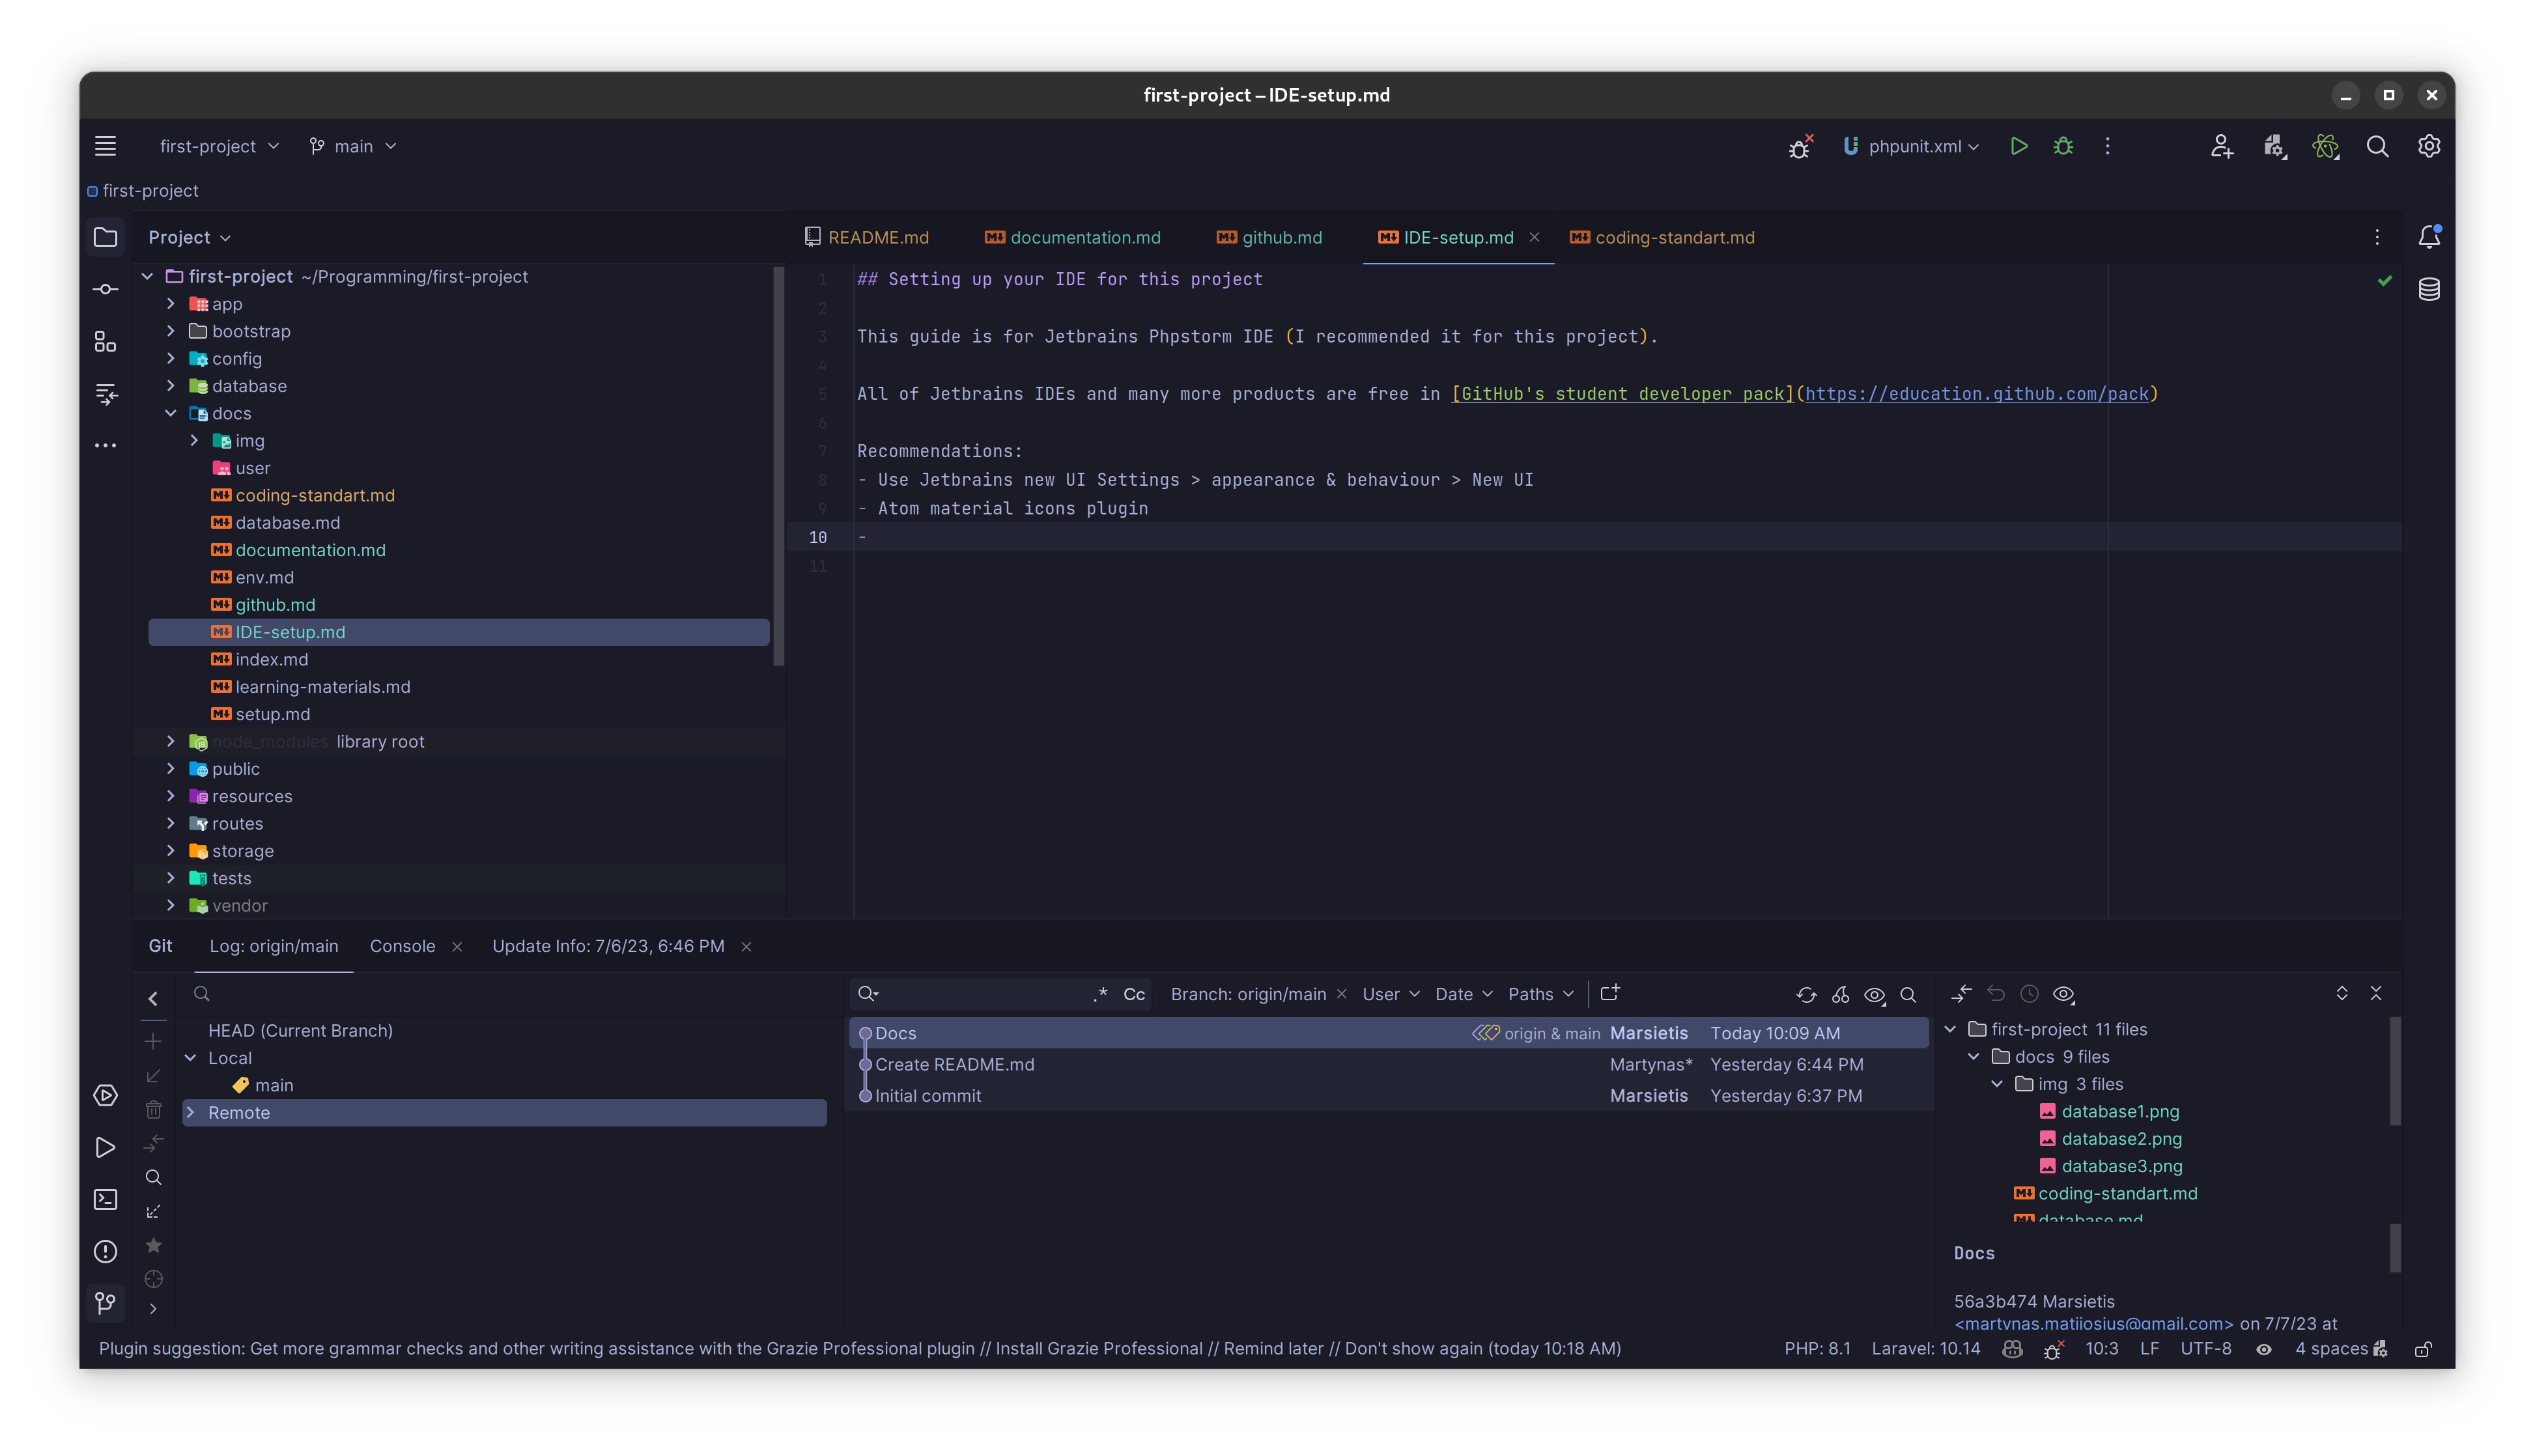 first-project – IDE-setup.md
first-project main phpunit.xml
first-project
Project
README.md documentation.md github.md IDE-setup.md coding-standart.md
first-project ~/Programming/first-project
app
bootstrap
config
database
docs
img
user
coding-standart.md
database.md
documentation.md
env.md
github.md
IDE-setup.md
index.md
learning-materials.md
setup.md
node_modules library root
public
resources
routes
storage
tests
vendor
1 ## Setting up your IDE for this project
2
3 This guide is for Jetbrains Phpstorm IDE (I recommended it for this project).
4
5 All of Jetbrains IDEs and many more products are free in [GitHub's student developer pack](https://education.github.com/pack)
6
7 Recommendations:
8 - Use Jetbrains new UI Settings > appearance & behaviour > New UI
9 - Atom material icons plugin
10 -
11
Git Log: origin/main Console Update Info: 7/6/23, 6:46 PM
.* Cc Branch: origin/main User Date Paths
HEAD (Current Branch)
Local
main
Remote
Docs origin & main Marsietis Today 10:09 AM
Create README.md Martynas* Yesterday 6:44 PM
Initial commit Marsietis Yesterday 6:37 PM
first-project 11 files
docs 9 files
img 3 files
database1.png
database2.png
database3.png
coding-standart.md
database.md
Docs
56a3b474 Marsietis
<martynas.matijosius@gmail.com> on 7/7/23 at
Plugin suggestion: Get more grammar checks and other writing assistance with the Grazie Professional plugin // Install Grazie Professional // Remind later // Don't show again (today 10:18 AM) PHP: 8.1 Laravel: 10.14 10:3 LF UTF-8 4 spaces